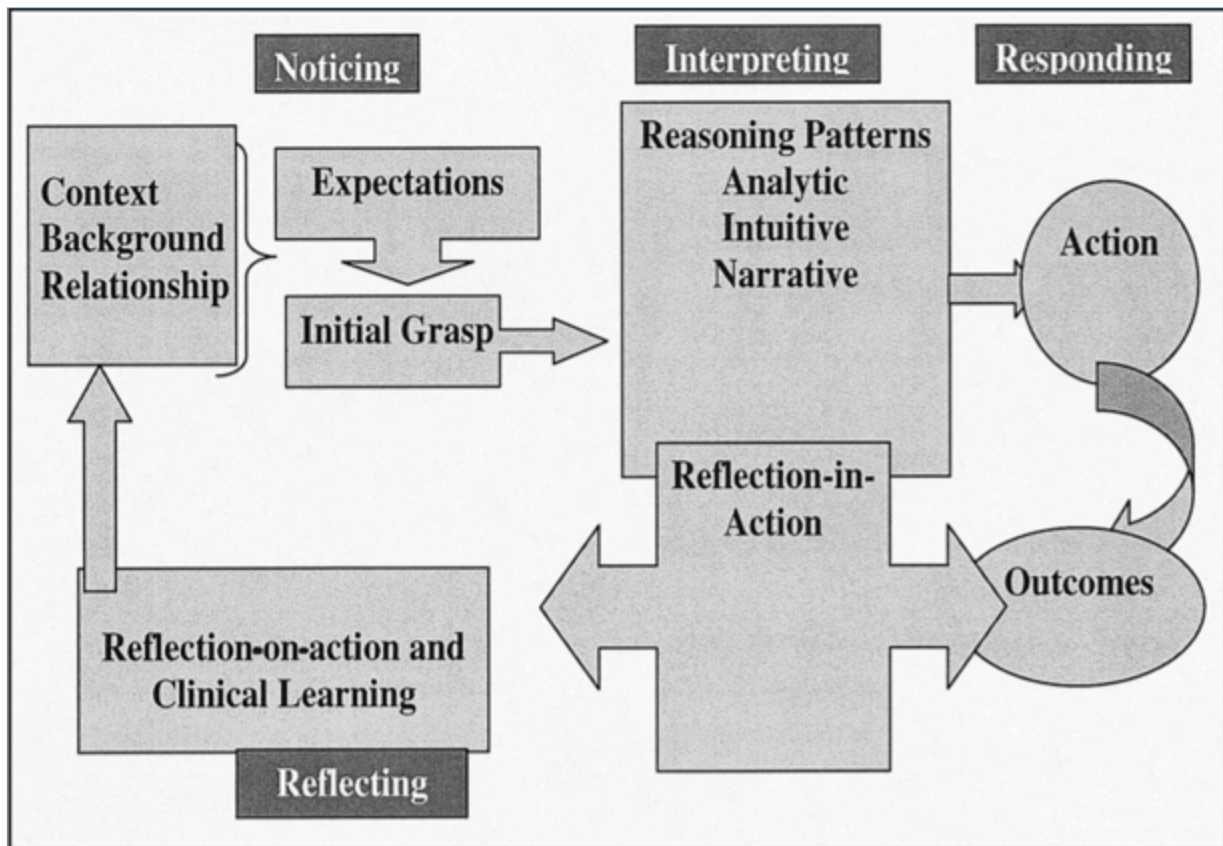 Noticing
Interpreting
Responding
Context
Background
Relationship
Expectations
Initial Grasp
Reasoning Patterns
Analytic
Intuitive
Narrative
Action
Reflection-in-
Action
Outcomes
Reflection-on-action and
Clinical Learning
Reflecting